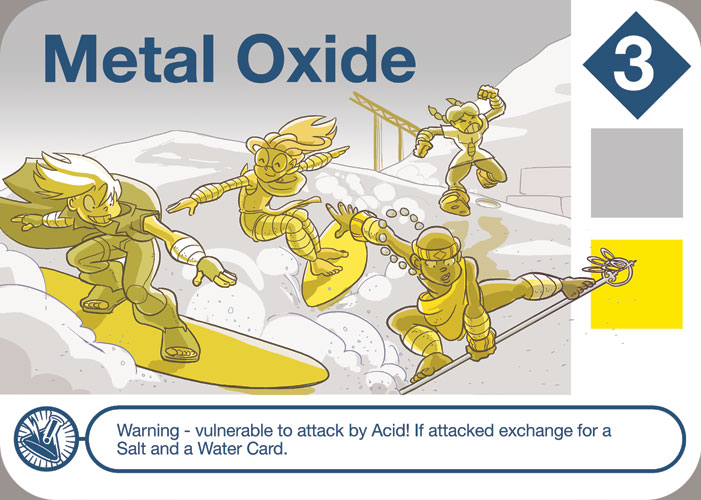 Metal Oxide
3
Warning - vulnerable to attack by Acid! If attacked exchange for a
Salt and a Water Card.